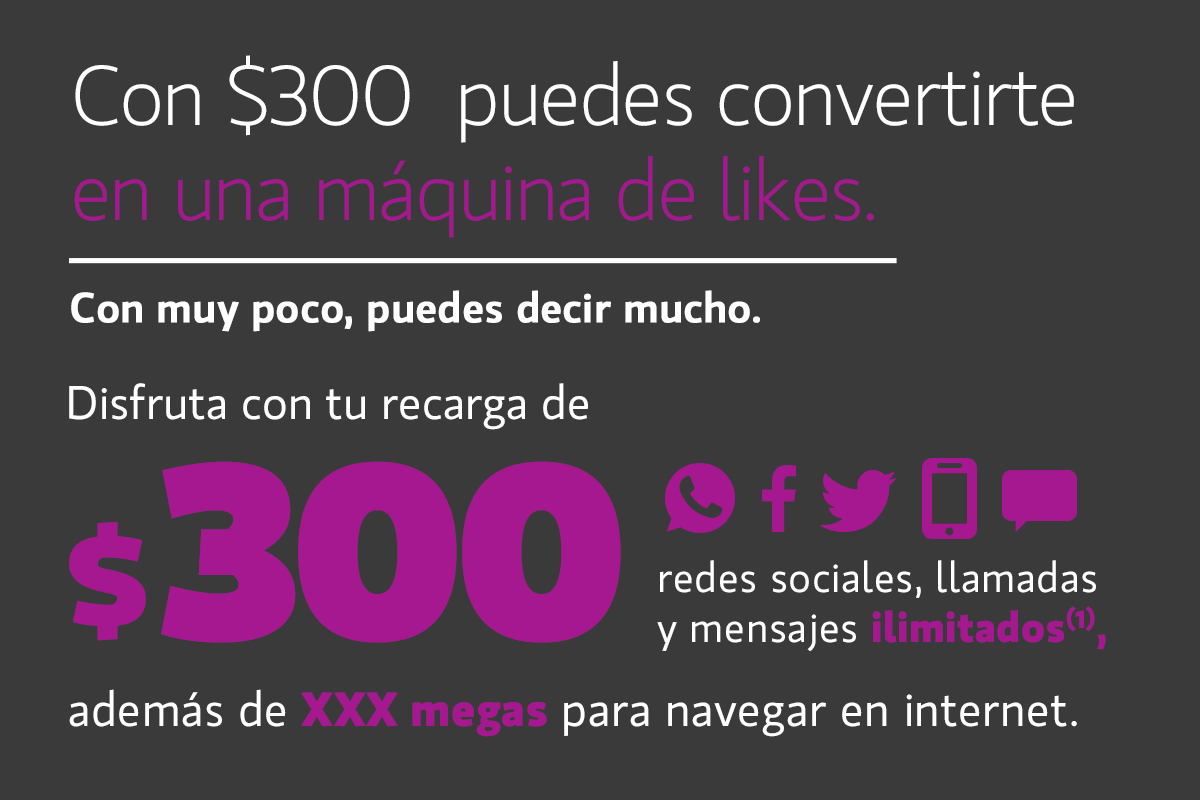 Con $300 puedes convertirte
en una máquina de likes.
Con muy poco, puedes decir mucho.
Disfruta con tu recarga de
$300
redes sociales, llamadas
y mensajes ilimitados(1),
además de XXX megas para navegar en internet.